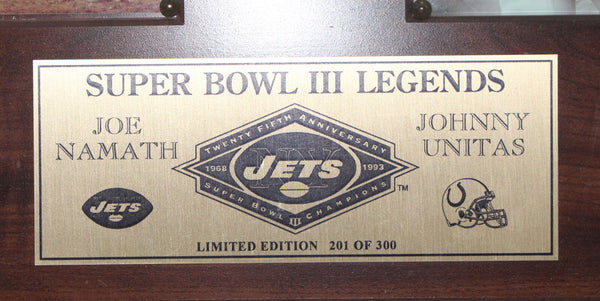 SUPER BOWL III LEGENDS
JOE
NAMATH
TWENTY FIFTH ANNIVERSARY
1968
NY
JETS
1993
SUPER BOWL III CHAMPIONS
TM
JOHNNY
UNITAS
JETS
LIMITED EDITION 201 OF 300